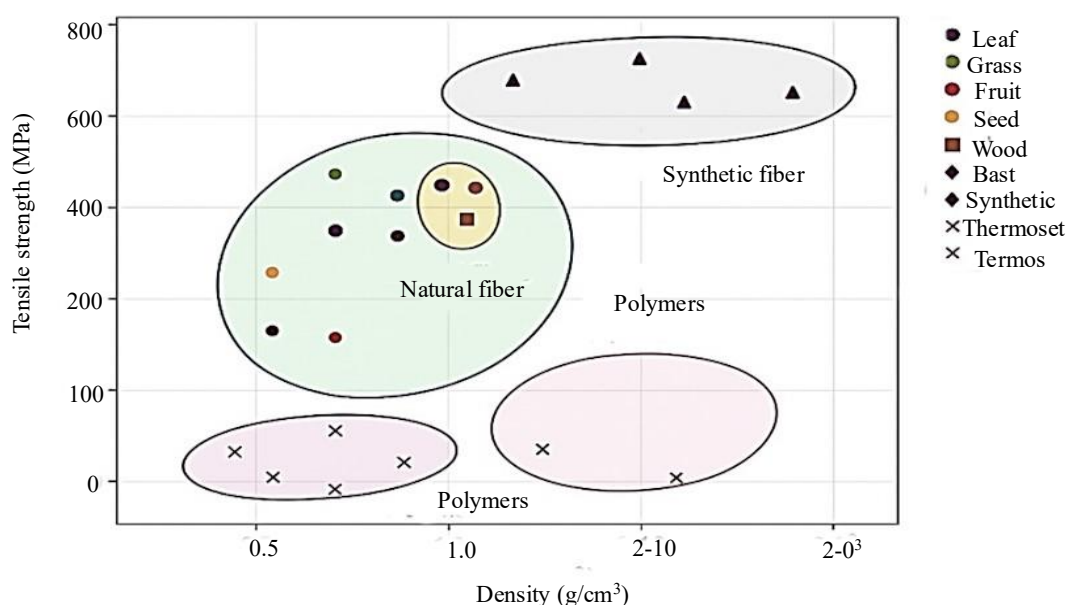 800
600
400
200
100
0
Tensile strength (MPa)
0.5
1.0
2-10
2-0³
Density (g/cm³)
Synthetic fiber
Natural fiber
Polymers
Polymers
Leaf
Grass
Fruit
Seed
Wood
Bast
Synthetic
Thermoset
Termos